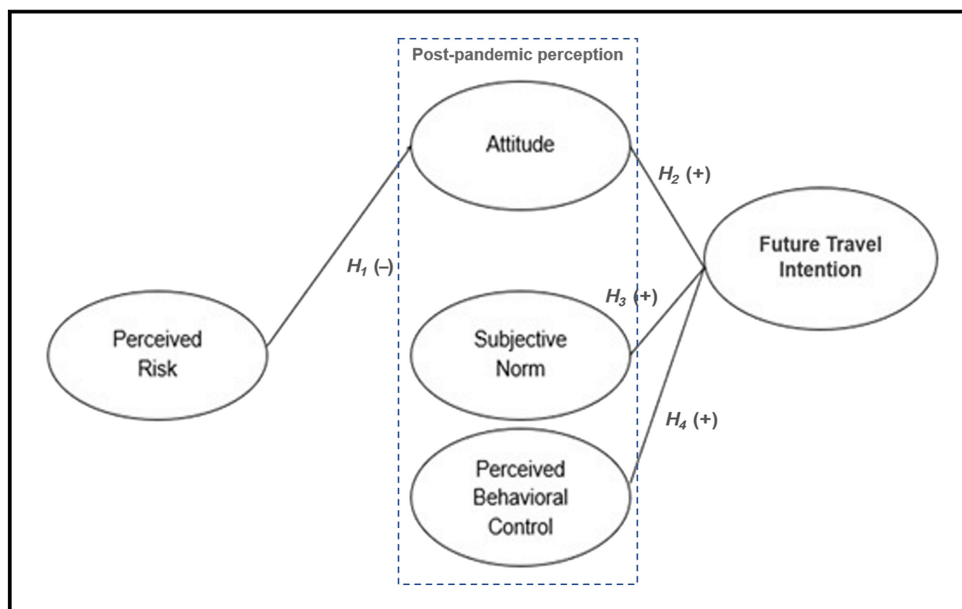 Post-pandemic perception
Attitude
H₂ (+)
Future Travel
Intention
H₁ (–)
H₃ (+)
Perceived
Risk
Subjective
Norm
H₄ (+)
Perceived
Behavioral
Control